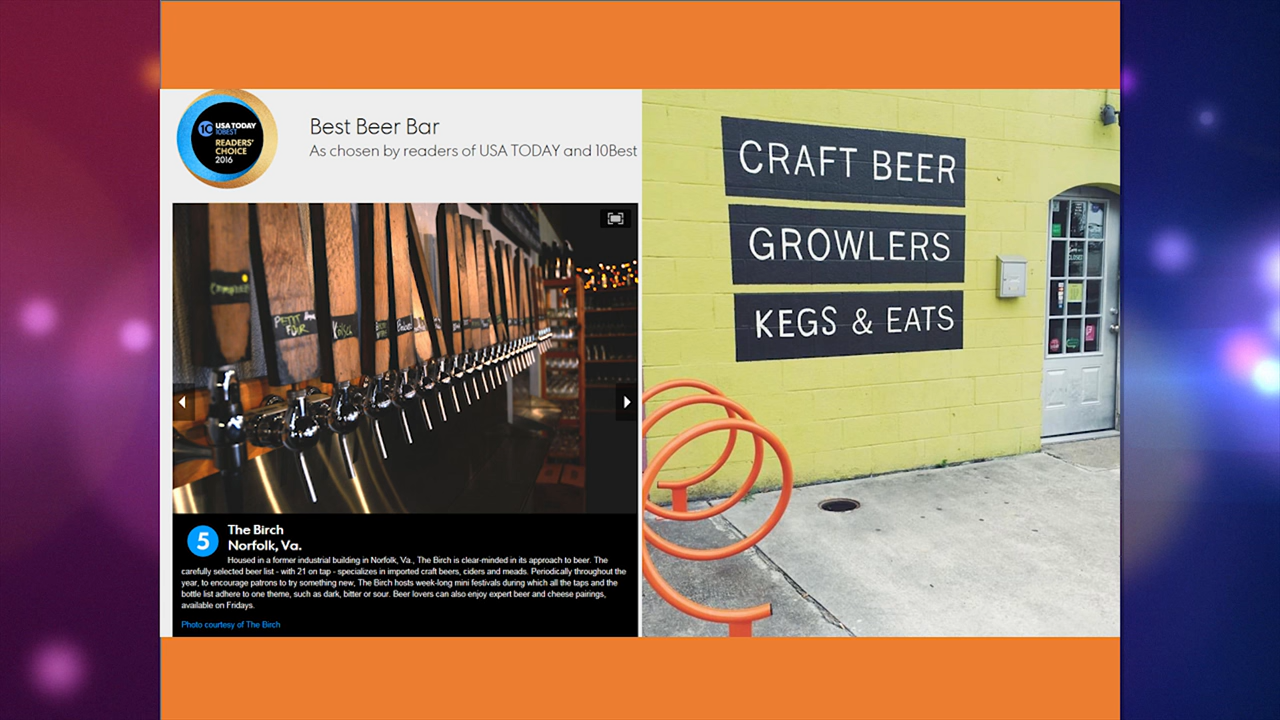 10 USA TODAY
10BEST
READERS'
CHOICE
2016
Best Beer Bar
As chosen by readers of USA TODAY and 10Best
PETIT
FOUR
5
The Birch
Norfolk, Va.
Housed in a former industrial building in Norfolk, Va., The Birch is clear-minded in its approach to beer. The
carefully selected beer list - with 21 on tap - specializes in imported craft beers, ciders and meads. Periodically throughout the
year, to encourage patrons to try something new, The Birch hosts week-long mini festivals during which all the taps and the
bottle list adhere to one theme, such as dark, bitter or sour. Beer lovers can also enjoy expert beer and cheese pairings,
available on Fridays.
Photo courtesy of The Birch
CRAFT BEER
GROWLERS
KEGS & EATS